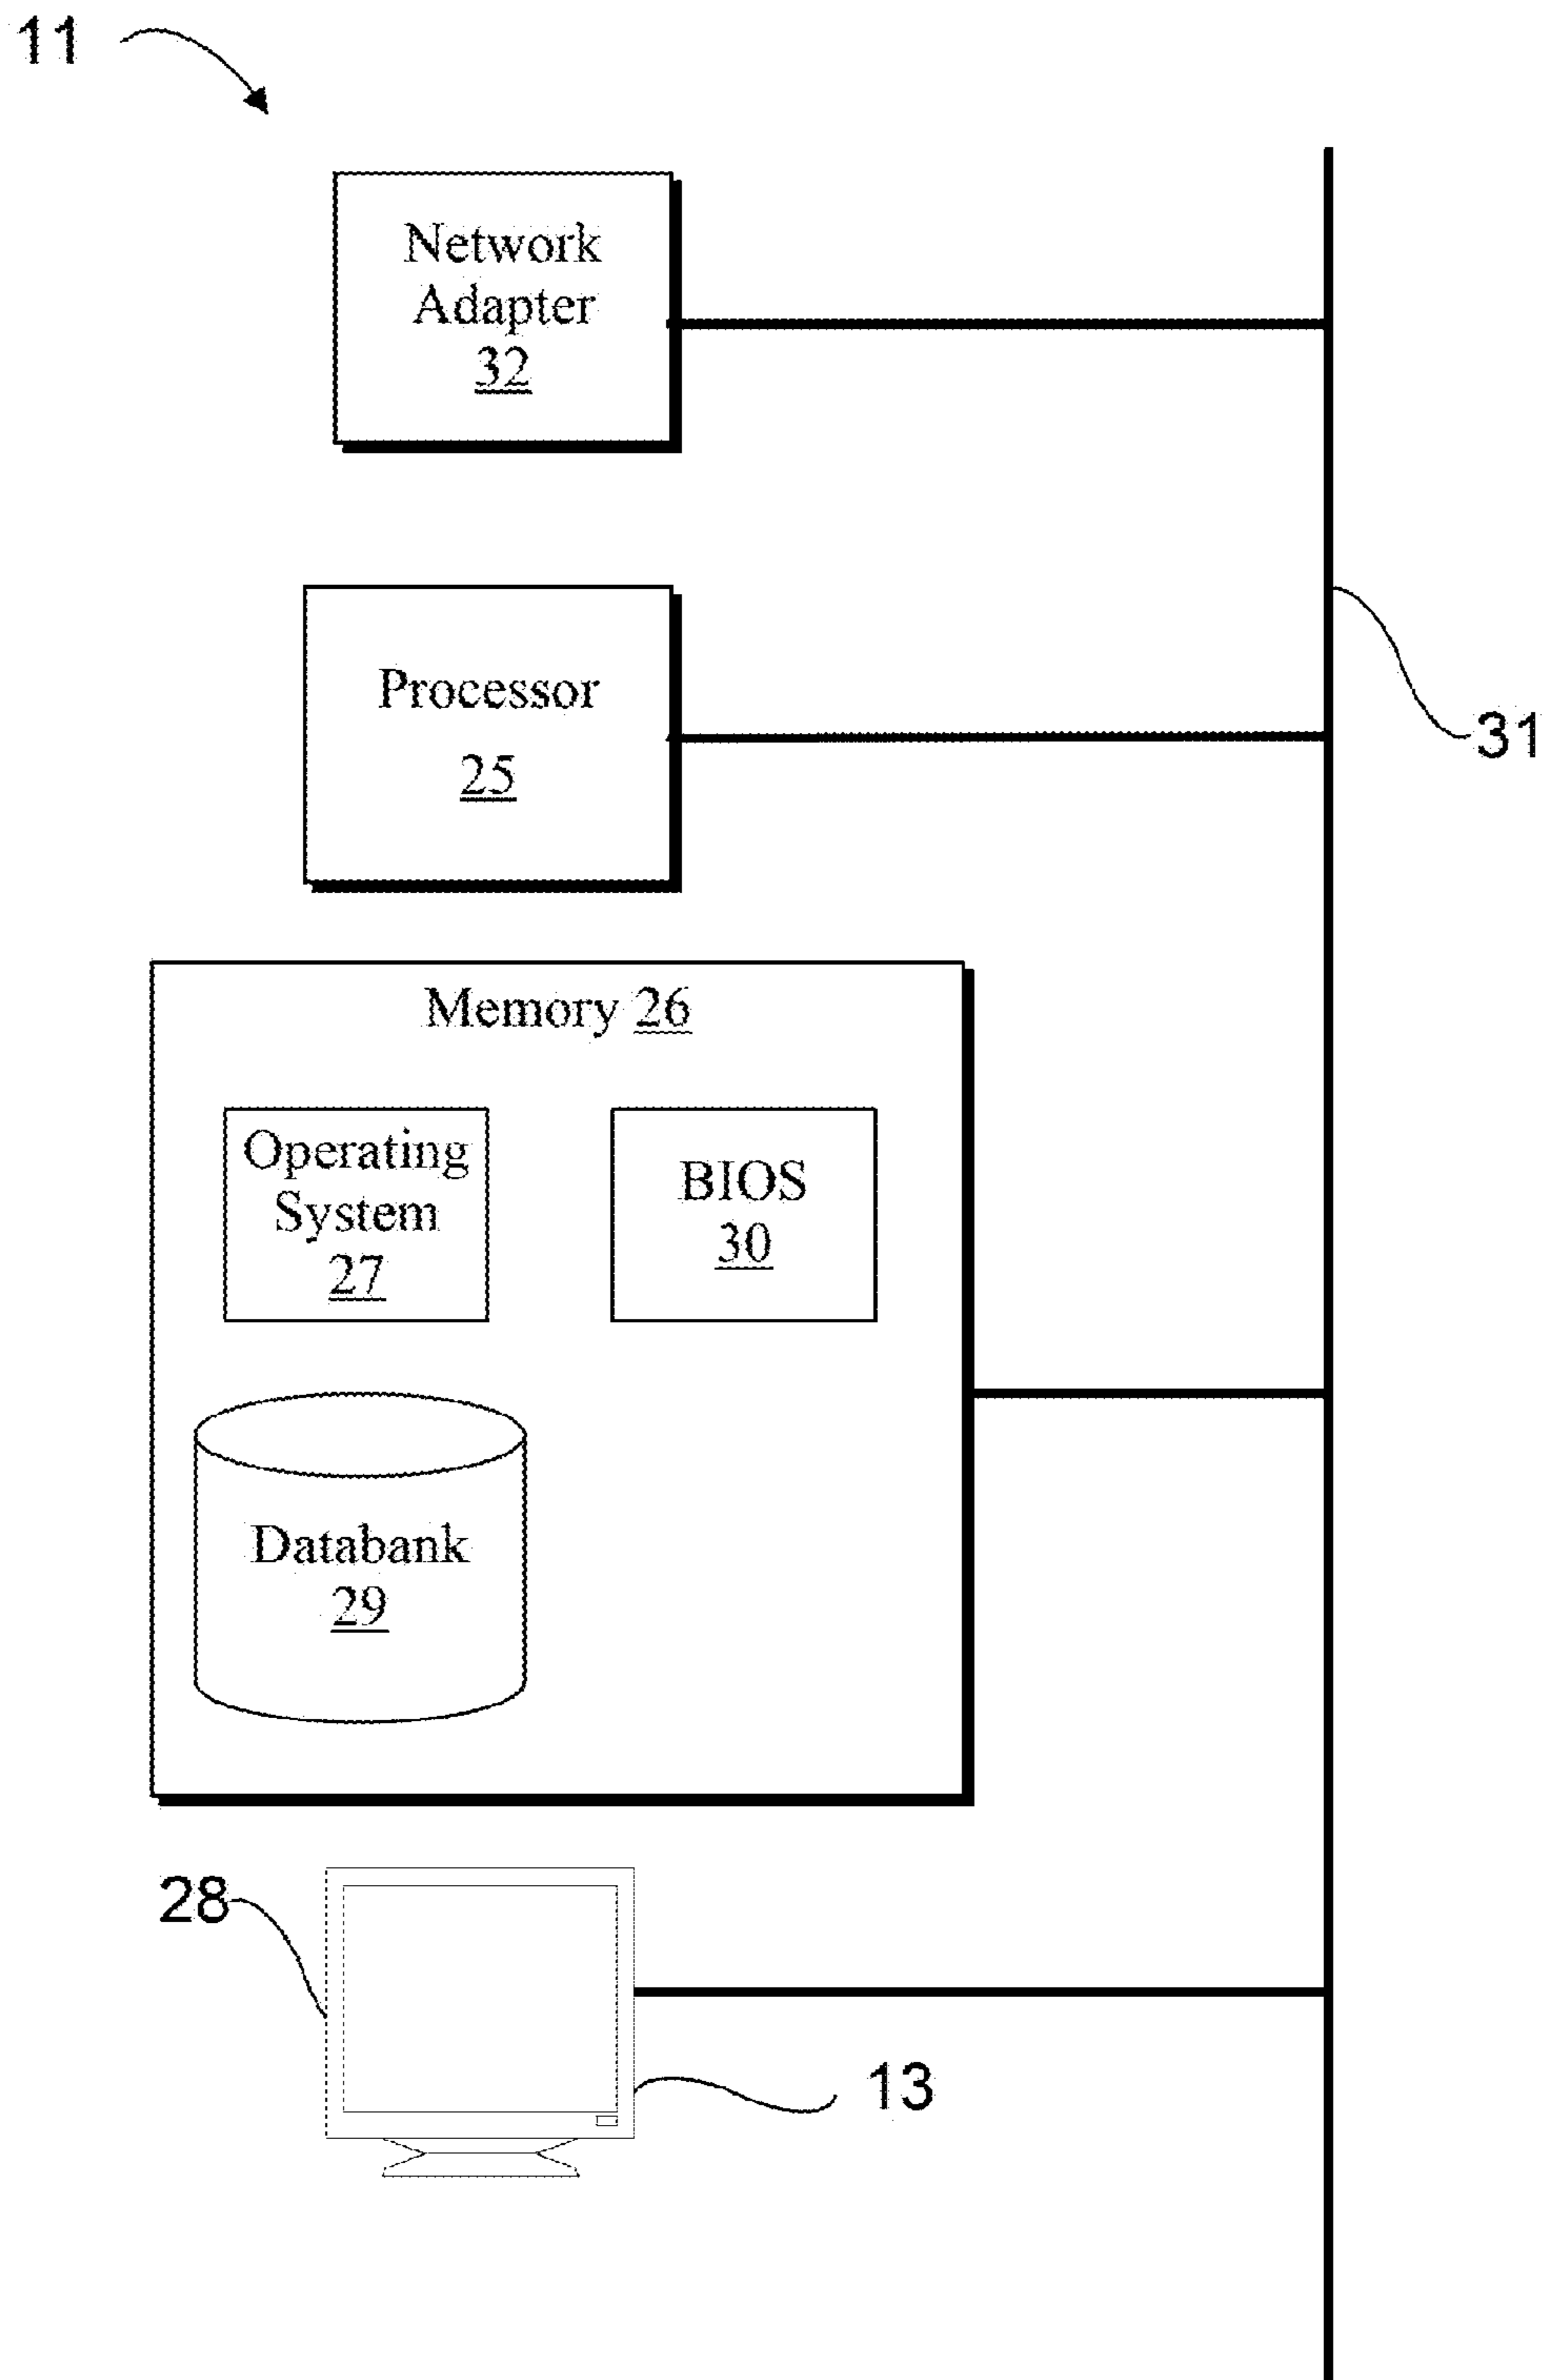 11
Network
Adapter
32
Processor
25
31
Memory 26
Operating
System
27
BIOS
30
Databank
29
28
13